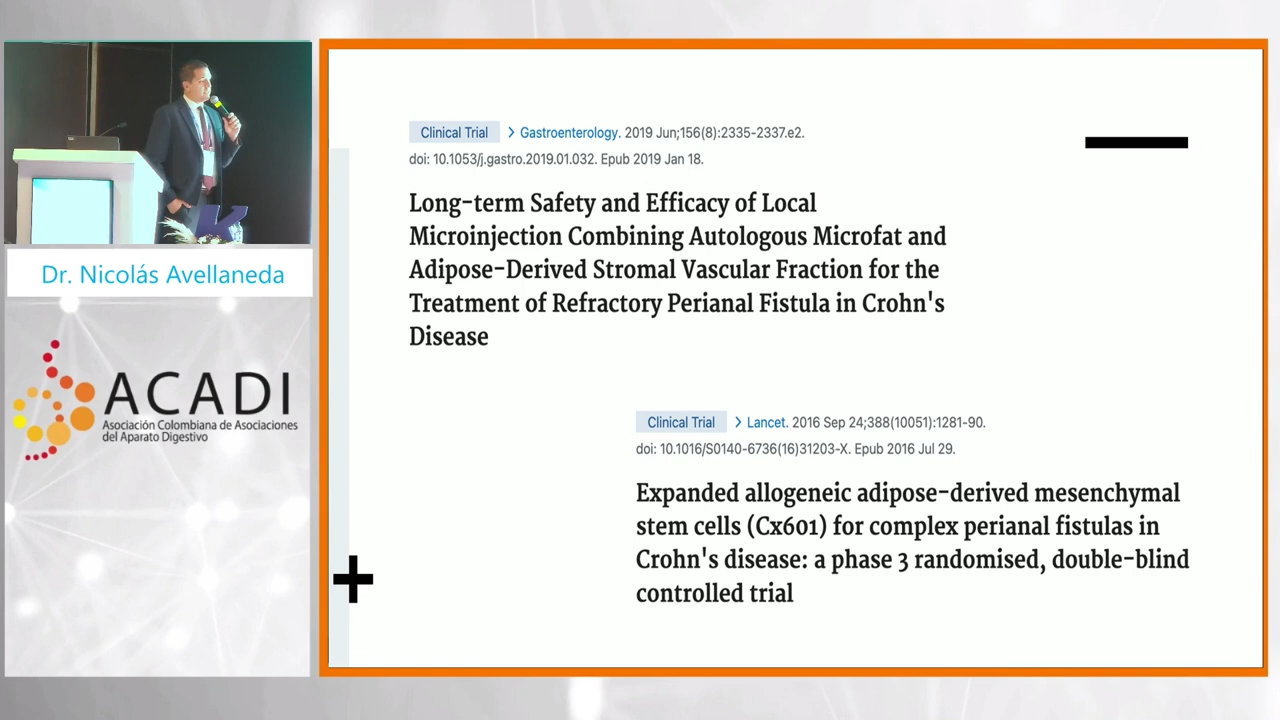 Clinical Trial > Gastroenterology. 2019 Jun;156(8):2335-2337.e2.
doi: 10.1053/j.gastro.2019.01.032. Epub 2019 Jan 18.
Long-term Safety and Efficacy of Local
Microinjection Combining Autologous Microfat and
Adipose-Derived Stromal Vascular Fraction for the
Treatment of Refractory Perianal Fistula in Crohn's
Disease
Clinical Trial > Lancet. 2016 Sep 24;388(10051):1281-90.
doi: 10.1016/S0140-6736(16)31203-X. Epub 2016 Jul 29.
Expanded allogeneic adipose-derived mesenchymal
stem cells (Cx601) for complex perianal fistulas in
Crohn's disease: a phase 3 randomised, double-blind
controlled trial
Dr. Nicolás Avellaneda
ACADI
Asociación Colombiana de Asociaciones
del Aparato Digestivo
K